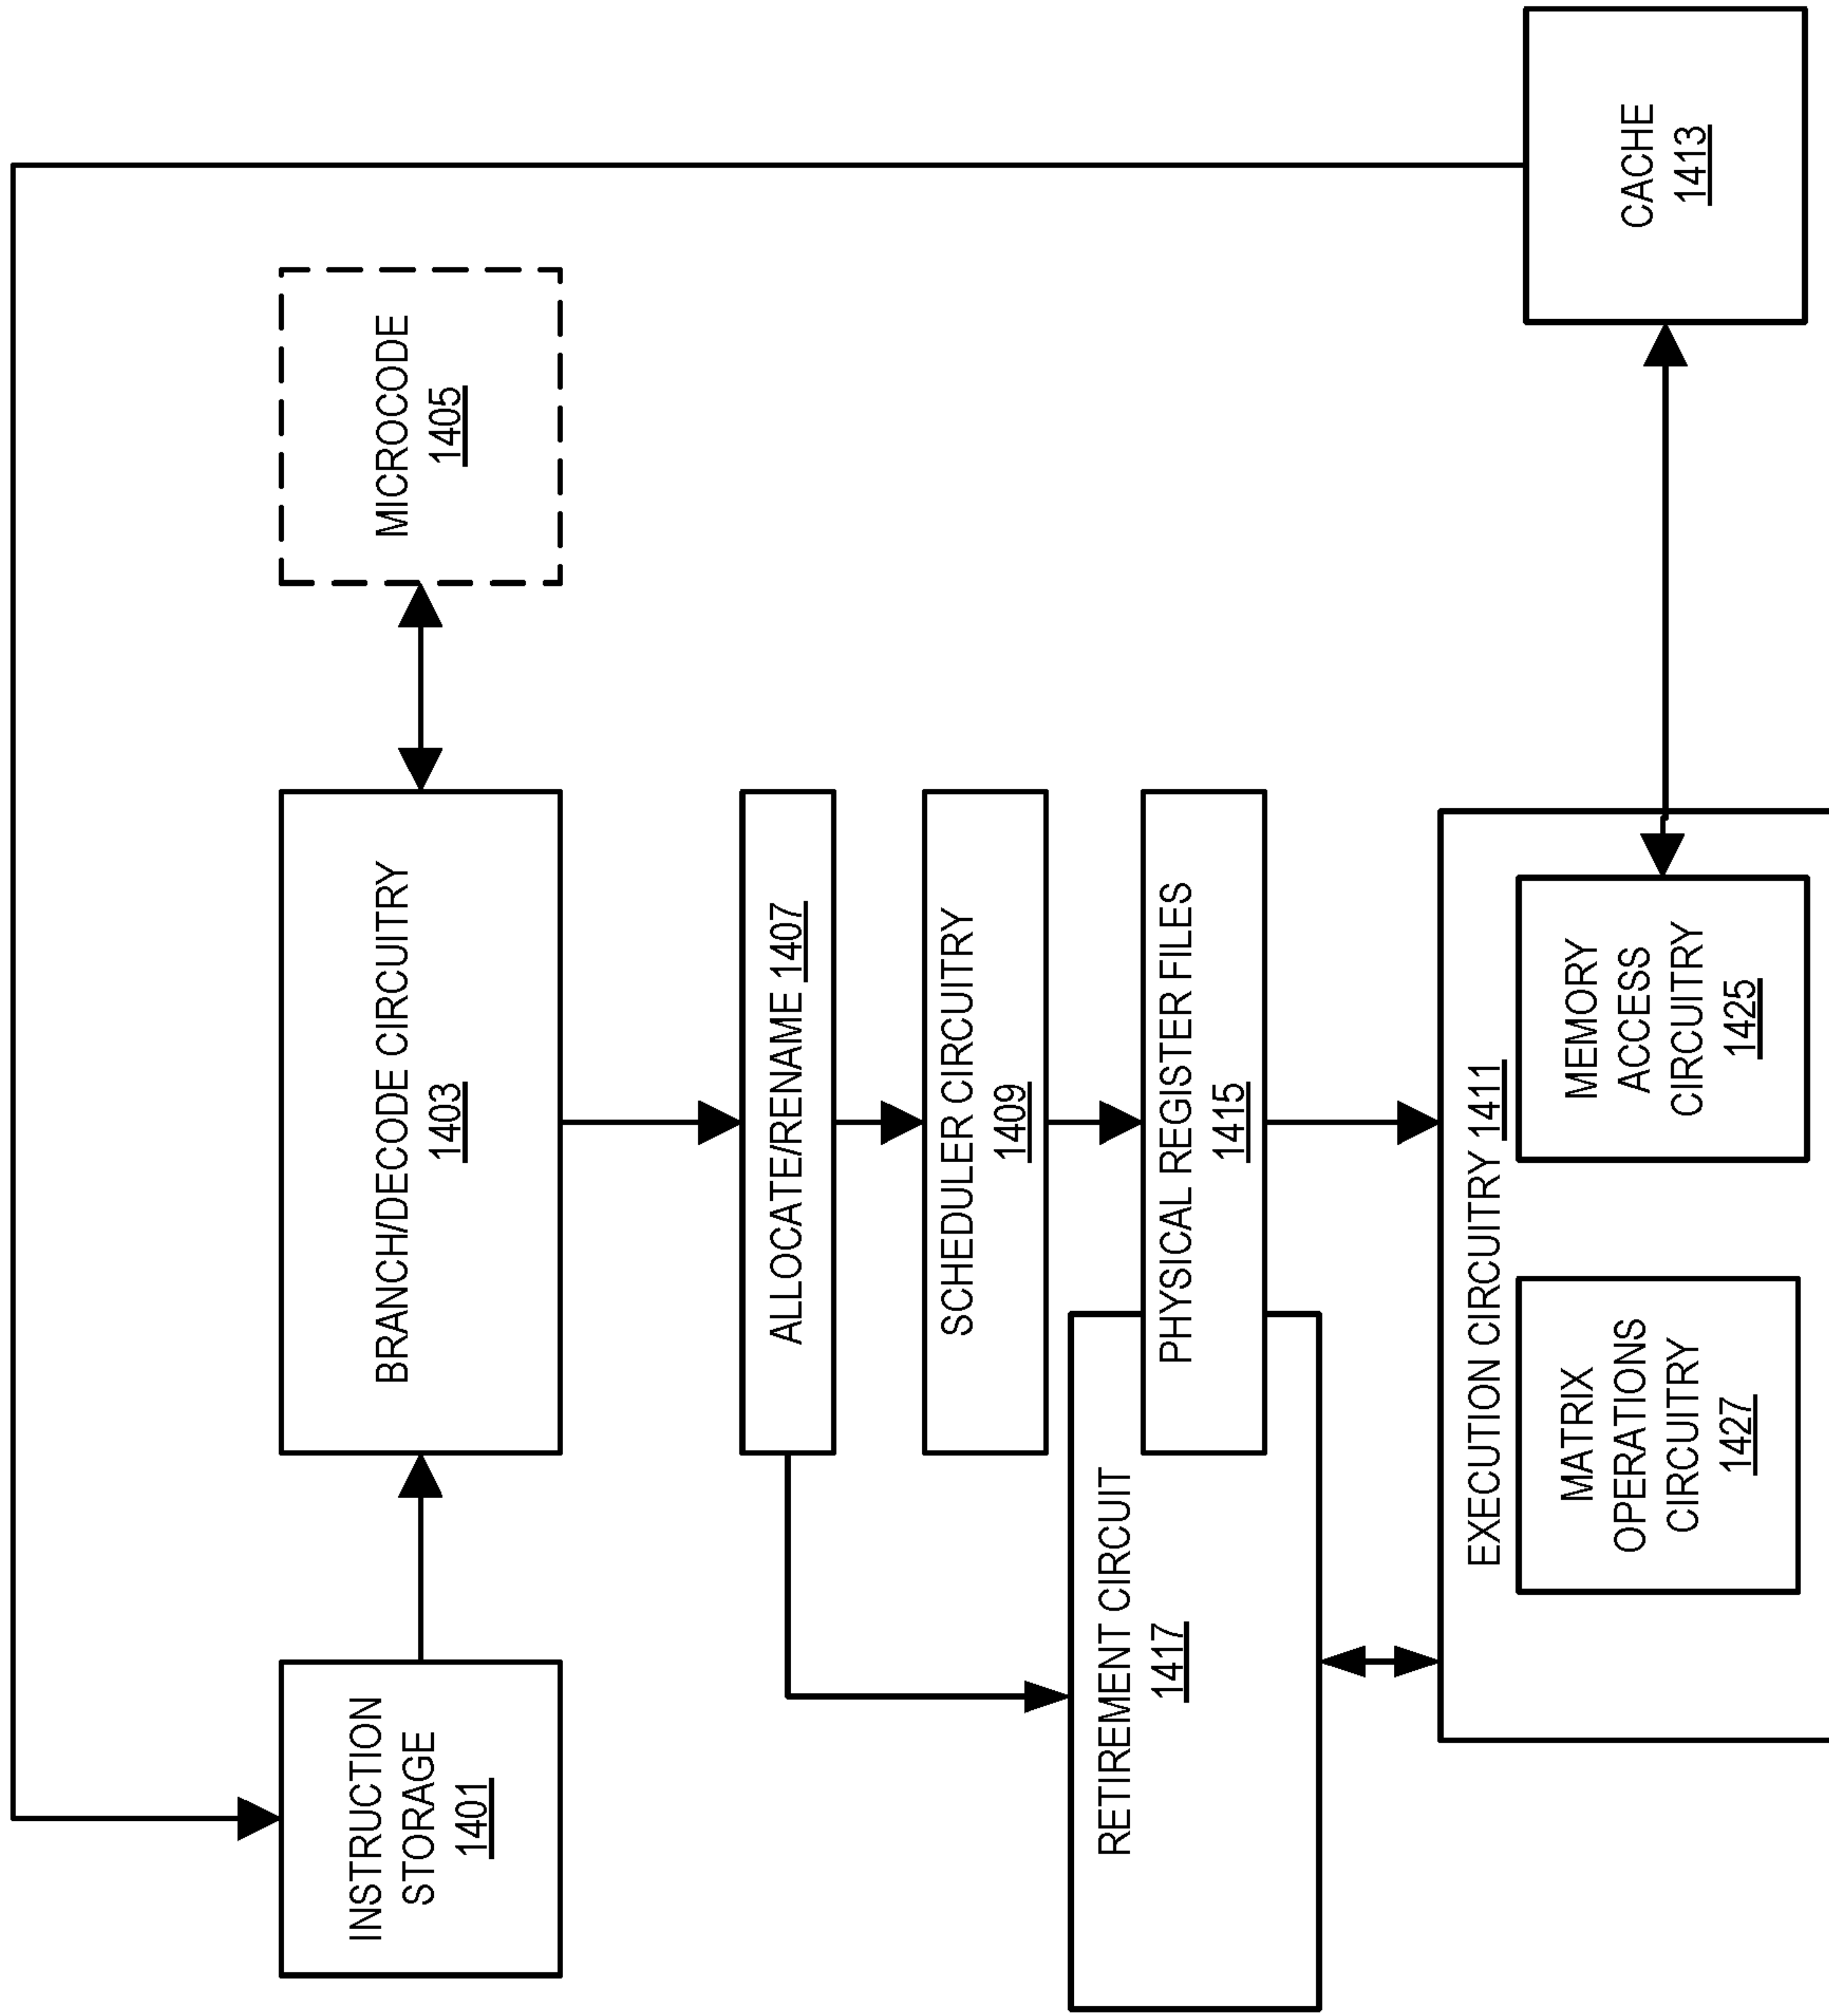 INSTRUCTION
STORAGE
1401
BRANCH/DECODE CIRCUITRY
1403
MICROCODE
1405
ALLOCATE/RENAME 1407
SCHEDULER CIRCUITRY
1409
RETIREMENT CIRCUIT
1417
PHYSICAL REGISTER FILES
1415
EXECUTION CIRCUITRY 1411
MATRIX
OPERATIONS
CIRCUITRY
1427
MEMORY
ACCESS
CIRCUITRY
1425
CACHE
1413